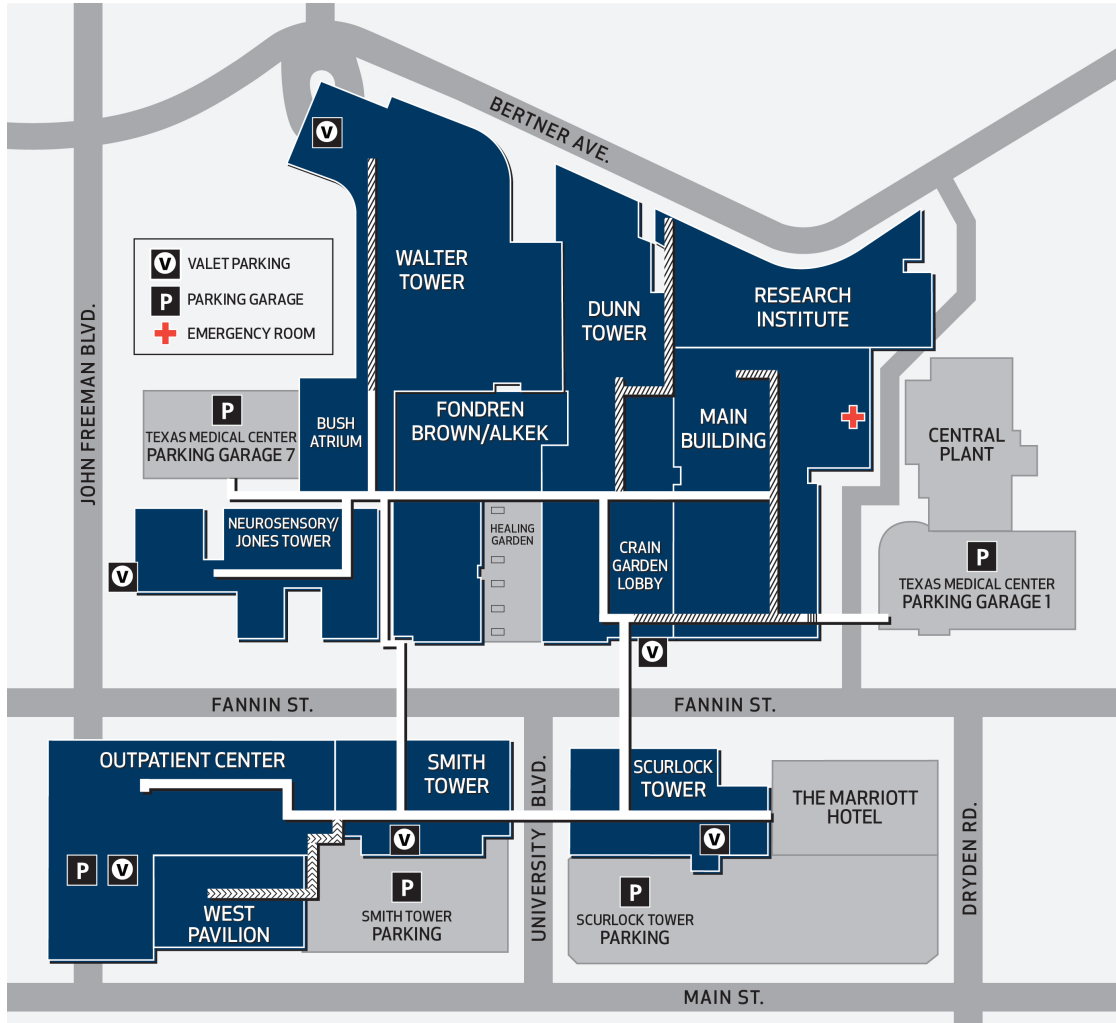 BERTNER AVE.
V
WALTER
TOWER
V VALET PARKING
P PARKING GARAGE
EMERGENCY ROOM
DUNN
TOWER
RESEARCH
INSTITUTE
JOHN FREEMAN BLVD.
P
TEXAS MEDICAL CENTER
PARKING GARAGE 7
BUSH
ATRIUM
FONDREN
BROWN/ALKEK
MAIN
BUILDING
CENTRAL
PLANT
NEUROSENSORY/
JONES TOWER
HEALING
GARDEN
CRAIN
GARDEN
LOBBY
P
TEXAS MEDICAL CENTER
PARKING GARAGE 1
V
V
FANNIN ST.
FANNIN ST.
OUTPATIENT CENTER
SMITH
TOWER
SCURLOCK
TOWER
THE MARRIOTT
HOTEL
UNIVERSITY BLVD.
DRYDEN RD.
V
V
P
V
P
SMITH TOWER
PARKING
P
SCURLOCK TOWER
PARKING
WEST
PAVILION
MAIN ST.